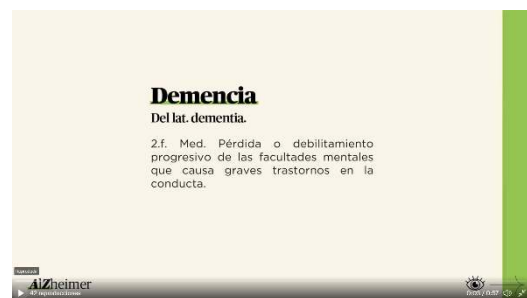 Demencia
Del lat. dementia.
2.f. Med. Pérdida o debilitamiento
progresivo de las facultades mentales
que causa graves trastornos en la
conducta.
AlZheimer